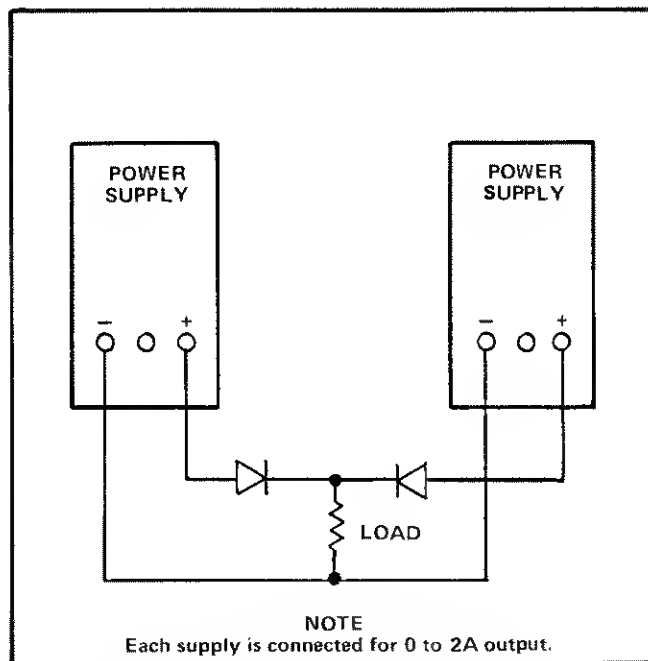 POWER
SUPPLY
POWER
SUPPLY
− +
− +
LOAD
NOTE
Each supply is connected for 0 to 2A output.